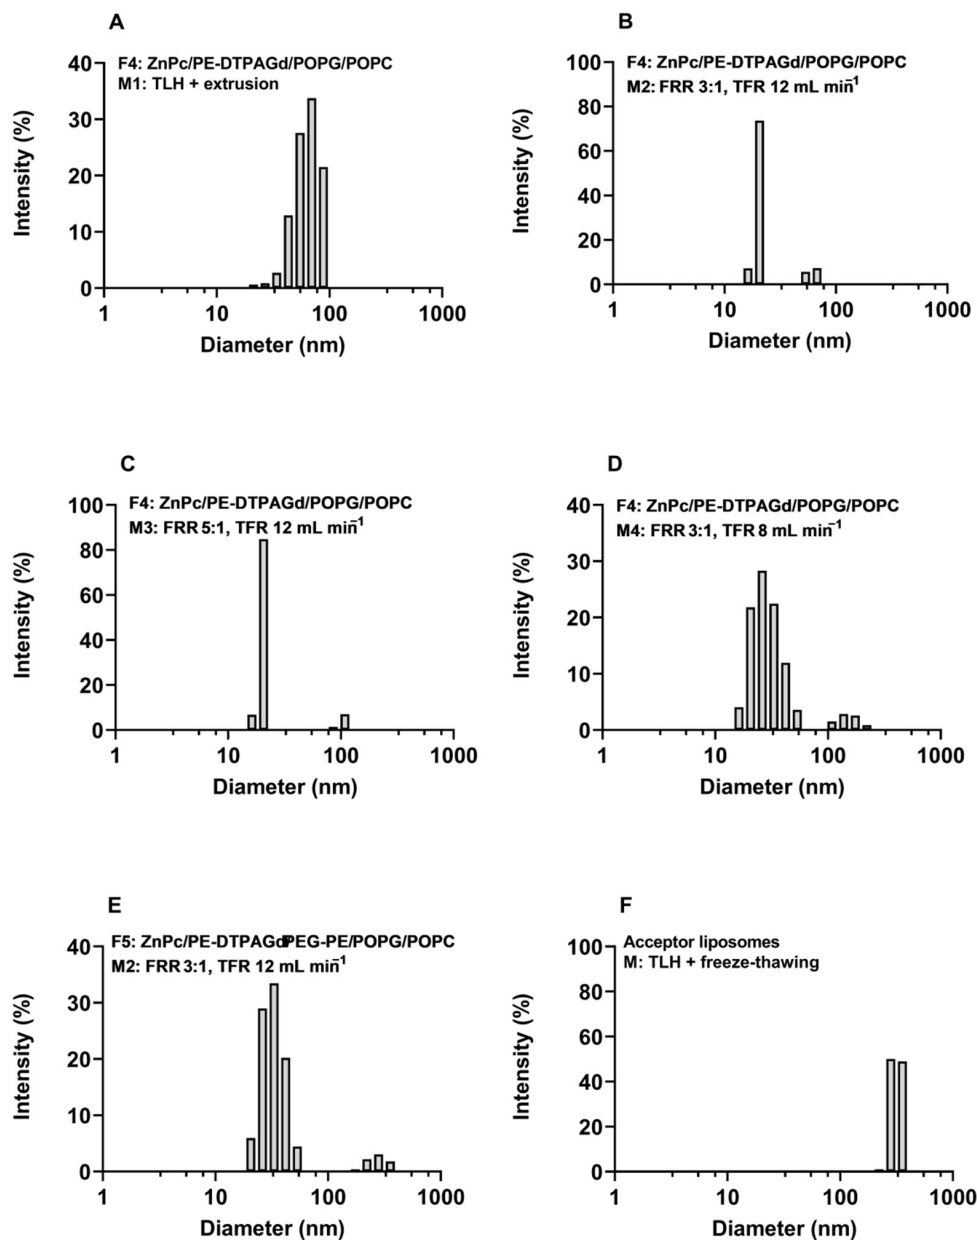 A
F4: ZnPc/PE-DTPAGd/POPG/POPC
M1: TLH + extrusion
40
30
20
10
0
Intensity (%)
1
10
100
1000
Diameter (nm)
B
F4: ZnPc/PE-DTPAGd/POPG/POPC
M2: FRR 3:1, TFR 12 mL min⁻¹
100
80
60
40
20
0
Intensity (%)
1
10
100
1000
Diameter (nm)
C
F4: ZnPc/PE-DTPAGd/POPG/POPC
M3: FRR 5:1, TFR 12 mL min⁻¹
100
80
60
40
20
0
Intensity (%)
1
10
100
1000
Diameter (nm)
D
F4: ZnPc/PE-DTPAGd/POPG/POPC
M4: FRR 3:1, TFR 8 mL min⁻¹
40
30
20
10
0
Intensity (%)
1
10
100
1000
Diameter (nm)
E
F5: ZnPc/PE-DTPAGd/PEG-PE/POPG/POPC
M2: FRR 3:1, TFR 12 mL min⁻¹
40
30
20
10
0
Intensity (%)
1
10
100
1000
Diameter (nm)
F
Acceptor liposomes
M: TLH + freeze-thawing
100
80
60
40
20
0
Intensity (%)
1
10
100
1000
Diameter (nm)